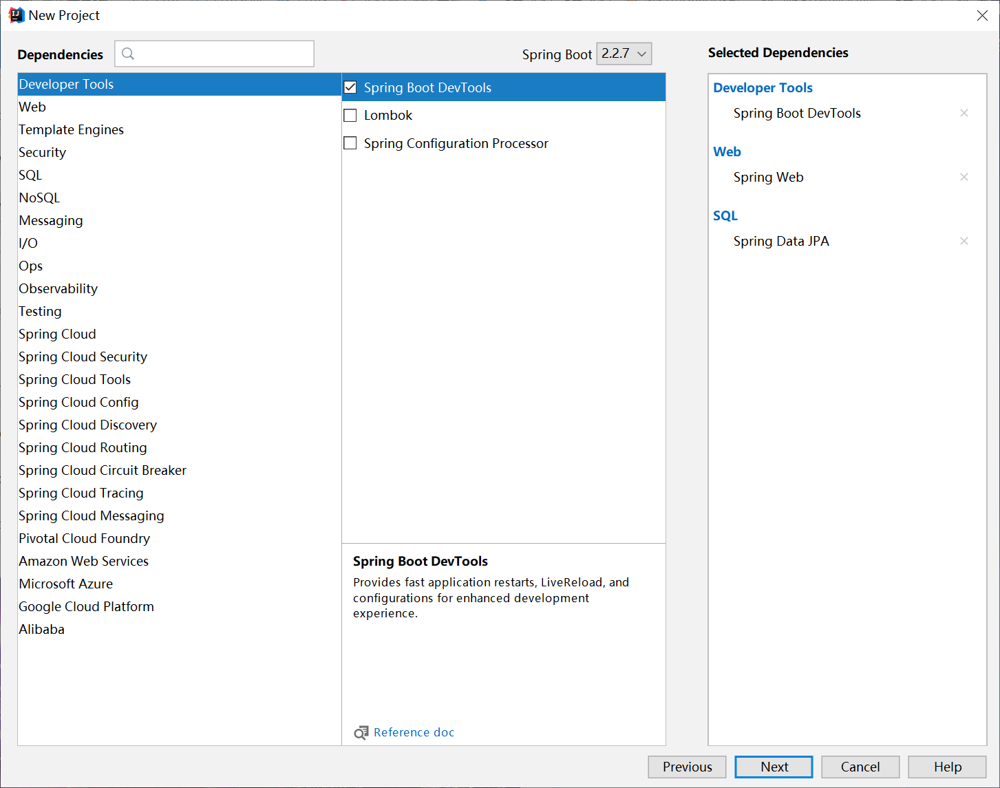 New Project
Dependencies
Spring Boot 2.2.7
Developer Tools
Web
Template Engines
Security
SQL
NoSQL
Messaging
I/O
Ops
Observability
Testing
Spring Cloud
Spring Cloud Security
Spring Cloud Tools
Spring Cloud Config
Spring Cloud Discovery
Spring Cloud Routing
Spring Cloud Circuit Breaker
Spring Cloud Tracing
Spring Cloud Messaging
Pivotal Cloud Foundry
Amazon Web Services
Microsoft Azure
Google Cloud Platform
Alibaba
Spring Boot DevTools
Lombok
Spring Configuration Processor
Spring Boot DevTools
Provides fast application restarts, LiveReload, and
configurations for enhanced development
experience.
Reference doc
Selected Dependencies
Developer Tools
Spring Boot DevTools
Web
Spring Web
SQL
Spring Data JPA
Previous
Next
Cancel
Help